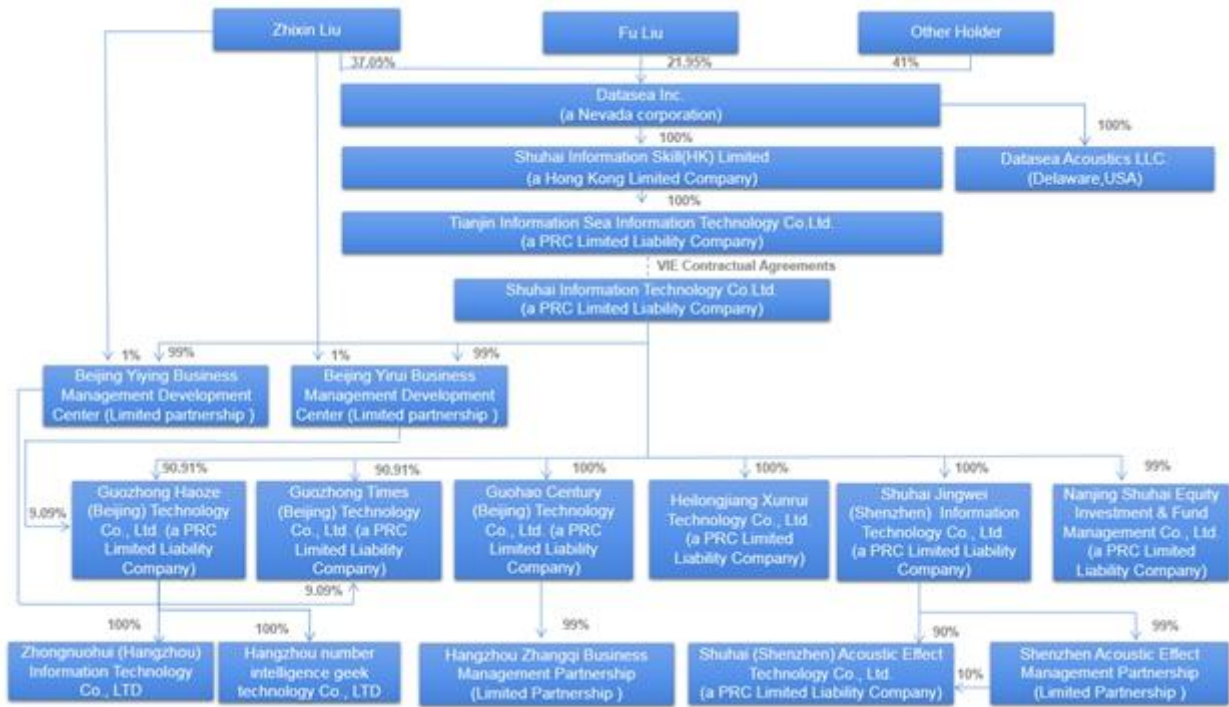 Zhixin Liu
Fu Liu
Other Holder
37.05%
21.95%
41%
Datasea Inc.
(a Nevada corporation)
100%
100%
Shuhai Information Skill(HK) Limited
(a Hong Kong Limited Company)
Datasea Acoustics LLC
(Delaware,USA)
100%
Tianjin Information Sea Information Technology Co.Ltd.
(a PRC Limited Liability Company)
VIE Contractual Agreements
Shuhai Information Technology Co.Ltd.
(a PRC Limited Liability Company)
1%
99%
1%
99%
Beijing Yiying Business
Management Development
Center (Limited partnership )
Beijing Yirui Business
Management Development
Center (Limited partnership )
90.91%
90.91%
100%
100%
100%
99%
9.09%
Guozhong Haoze
(Beijing) Technology
Co., Ltd. (a PRC
Limited Liability
Company)
Guozhong Times
(Beijing) Technology
Co., Ltd. (a PRC
Limited Liability
Company)
Guohao Century
(Beijing) Technology
Co., Ltd. (a PRC
Limited Liability
Company)
Heilongjiang Xunrui
Technology Co., Ltd.
(a PRC Limited
Liability Company)
Shuhai Jingwei
(Shenzhen) Information
Technology Co., Ltd.
(a PRC Limited Liability
Company)
Nanjing Shuhai Equity
Investment & Fund
Management Co., Ltd.
(a PRC Limited
Liability Company)
9.09%
100%
100%
99%
90%
99%
Zhongnuohui (Hangzhou)
Information Technology
Co., LTD
Hangzhou number
intelligence geek
technology Co., LTD
Hangzhou Zhangqi Business
Management Partnership
(Limited Partnership )
Shuhai (Shenzhen) Acoustic Effect
Technology Co., Ltd.
(a PRC Limited Liability Company)
10%
Shenzhen Acoustic Effect
Management Partnership
(Limited Partnership )